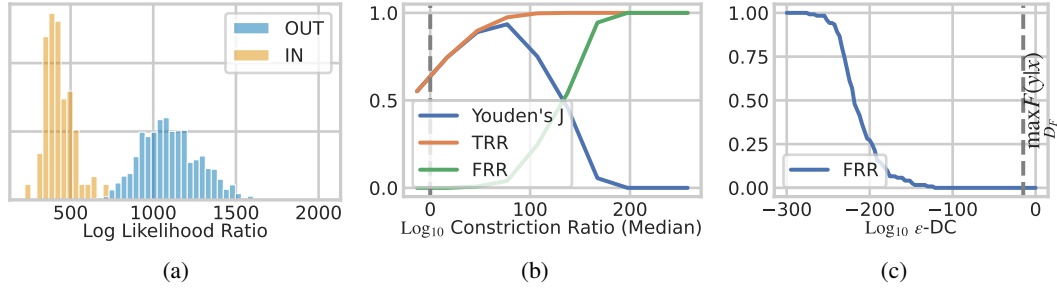 OUT
IN
500
1000
1500
2000
Log Likelihood Ratio
(a)
1.0
0.5
0.0
Youden's J
TRR
FRR
0
100
200
Log₁₀ Constriction Ratio (Median)
(b)
1.00
0.75
0.50
0.25
0.00
FRR
max F(y|x)
D_F
−300
−200
−100
0
Log₁₀ ε-DC
(c)